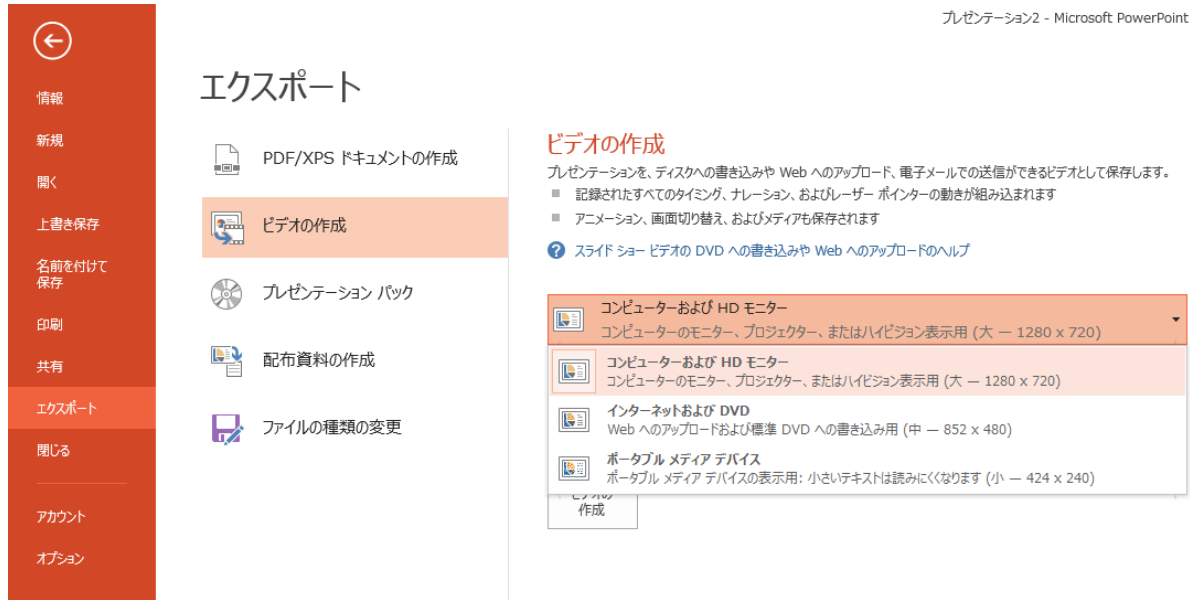 プレゼンテーション2 - Microsoft PowerPoint
情報
新規
開く
上書き保存
名前を付けて
保存
印刷
共有
エクスポート
閉じる
アカウント
オプション
エクスポート
PDF/XPS ドキュメントの作成
ビデオの作成
プレゼンテーション パック
配布資料の作成
ファイルの種類の変更
ビデオの作成
プレゼンテーションを、ディスクへの書き込みや Web へのアップロード、電子メールでの送信ができるビデオとして保存します。
記録されたすべてのタイミング、ナレーション、およびレーザー ポインターの動きが組み込まれます
アニメーション、画面切り替え、およびメディアも保存されます
スライド ショー ビデオの DVD への書き込みや Web へのアップロードのヘルプ
コンピューターおよび HD モニター
コンピューターのモニター、プロジェクター、またはハイビジョン表示用 (大 — 1280 x 720)
コンピューターおよび HD モニター
コンピューターのモニター、プロジェクター、またはハイビジョン表示用 (大 — 1280 x 720)
インターネットおよび DVD
Web へのアップロードおよび標準 DVD への書き込み用 (中 — 852 x 480)
ポータブル メディア デバイス
ポータブル メディア デバイスの表示用: 小さいテキストは読みにくくなります (小 — 424 x 240)
ビデオの
作成